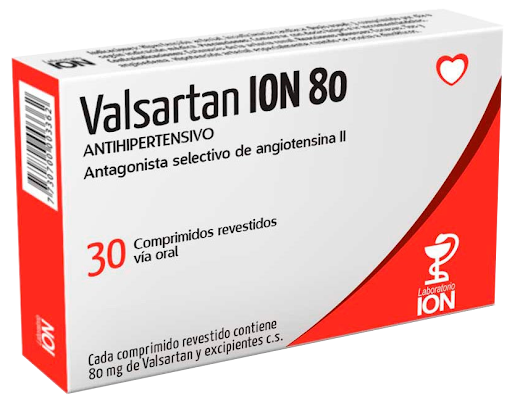 Valsartan ION 80
ANTIHIPERTENSIVO
Antagonista selectivo de angiotensina II
30 Comprimidos revestidos
vía oral
Cada comprimido revestido contiene
80 mg de Valsartan y excipientes c.s.
Laboratorio
ION
ION
ION